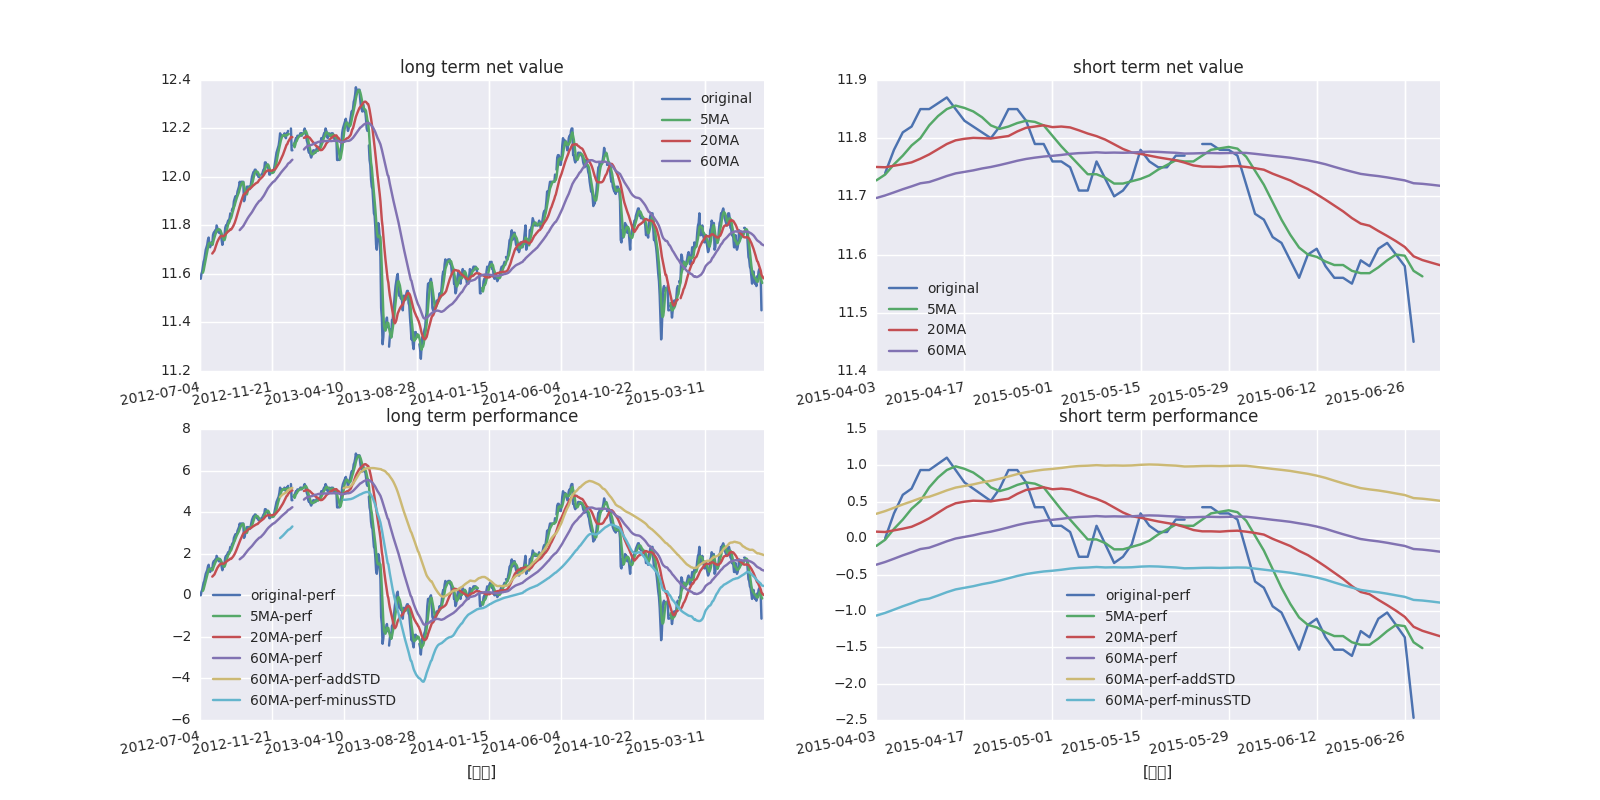 long term net value
12.4
12.2
12.0
11.8
11.6
11.4
11.2
original
5MA
20MA
60MA
2012-07-04
2012-11-21
2013-04-10
2013-08-28
2014-01-15
2014-06-04
2014-10-22
2015-03-11
short term net value
11.9
11.8
11.7
11.6
11.5
11.4
original
5MA
20MA
60MA
2015-04-03
2015-04-17
2015-05-01
2015-05-15
2015-05-29
2015-06-12
2015-06-26
long term performance
8
6
4
2
0
−2
−4
−6
original-perf
5MA-perf
20MA-perf
60MA-perf
60MA-perf-addSTD
60MA-perf-minusSTD
2012-07-04
2012-11-21
2013-04-10
2013-08-28
2014-01-15
2014-06-04
2014-10-22
2015-03-11
short term performance
1.5
1.0
0.5
0.0
−0.5
−1.0
−1.5
−2.0
−2.5
original-perf
5MA-perf
20MA-perf
60MA-perf
60MA-perf-addSTD
60MA-perf-minusSTD
2015-04-03
2015-04-17
2015-05-01
2015-05-15
2015-05-29
2015-06-12
2015-06-26